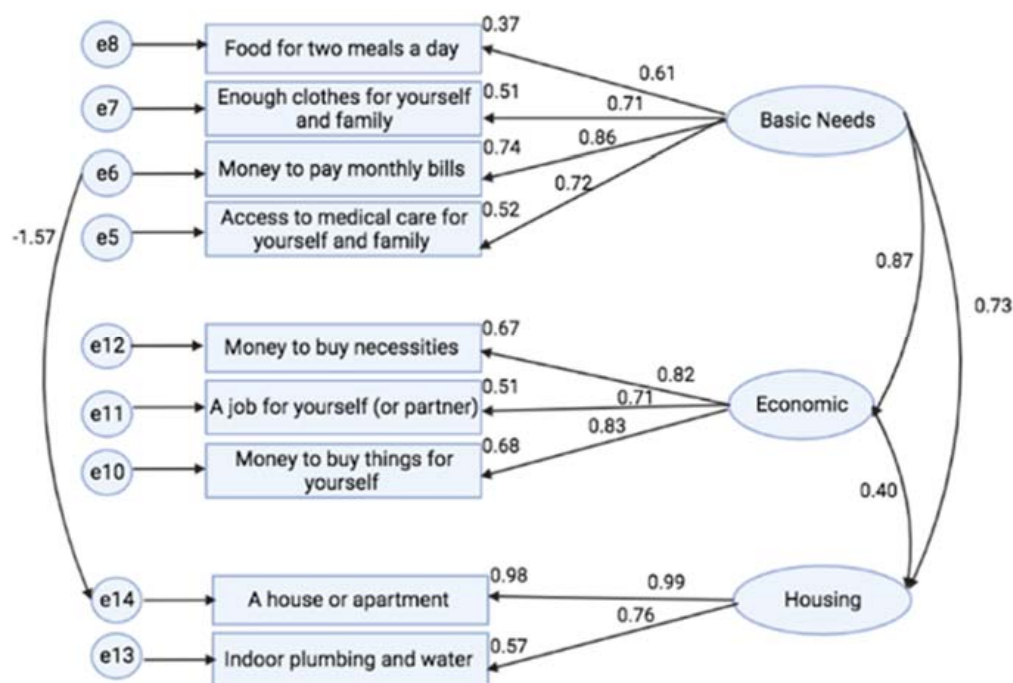 e8
Food for two meals a day
0.37
0.61
e7
Enough clothes for yourself
and family
0.51
0.71
Basic Needs
e6
Money to pay monthly bills
0.74
0.86
e5
Access to medical care for
yourself and family
0.52
0.72
-1.57
0.87
0.73
e12
Money to buy necessities
0.67
0.82
e11
A job for yourself (or partner)
0.51
0.71
Economic
e10
Money to buy things for
yourself
0.68
0.83
0.40
e14
A house or apartment
0.98
0.99
Housing
e13
Indoor plumbing and water
0.57
0.76